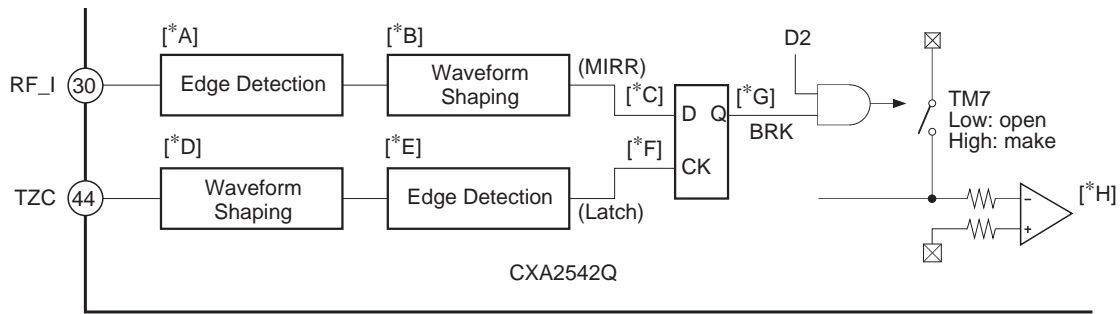 [*A]
[*B]
RF_I
30
Edge Detection
Waveform
Shaping
(MIRR)
[*C]
D
Q
[*G]
BRK
D2
TM7
Low: open
High: make
[*D]
[*E]
[*F]
TZC
44
Waveform
Shaping
Edge Detection
(Latch)
CK
–
+
[*H]
CXA2542Q